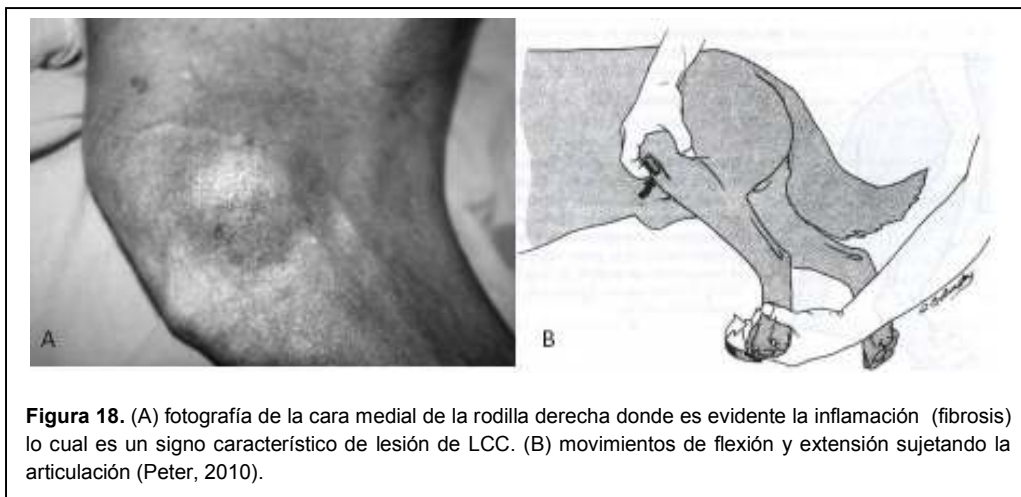 A
B
Figura 18. (A) fotografía de la cara medial de la rodilla derecha donde es evidente la inflamación (fibrosis)
lo cual es un signo característico de lesión de LCC. (B) movimientos de flexión y extensión sujetando la
articulación (Peter, 2010).